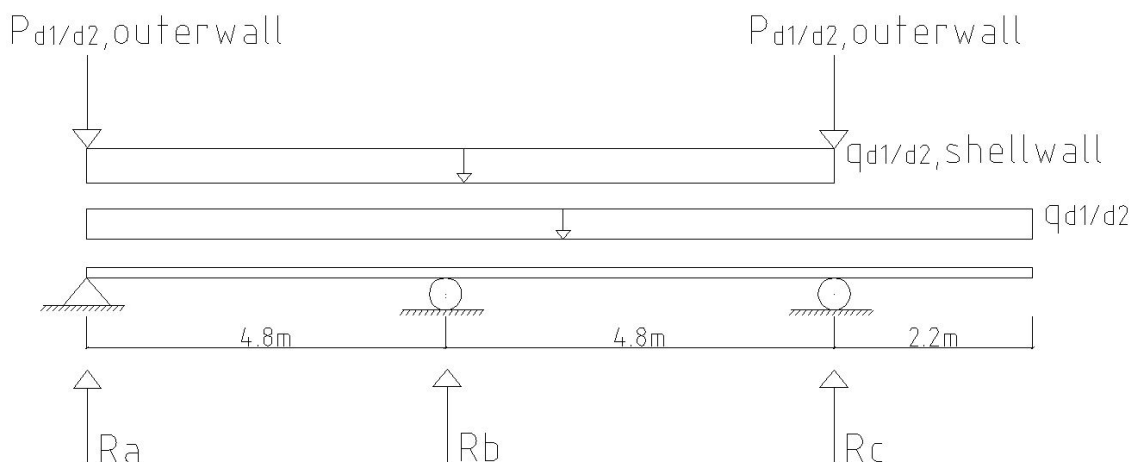 Pd1/d2,outerwall
Pd1/d2,outerwall
qd1/d2,shellwall
qd1/d2
4.8m
4.8m
2.2m
Ra
Rb
Rc